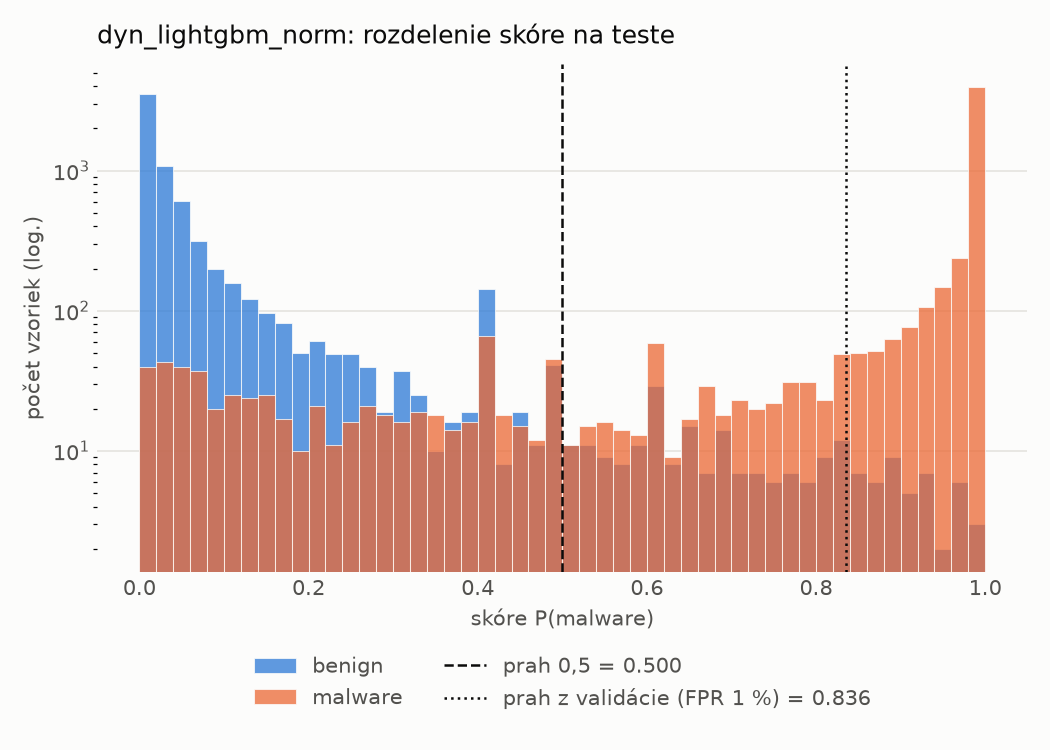 dyn_lightgbm_norm: rozdelenie skóre na teste
počet vzoriek (log.)
10³
10²
10¹
0.0 0.2 0.4 0.6 0.8 1.0
skóre P(malware)
benign
malware
prah 0,5 = 0.500
prah z validácie (FPR 1 %) = 0.836